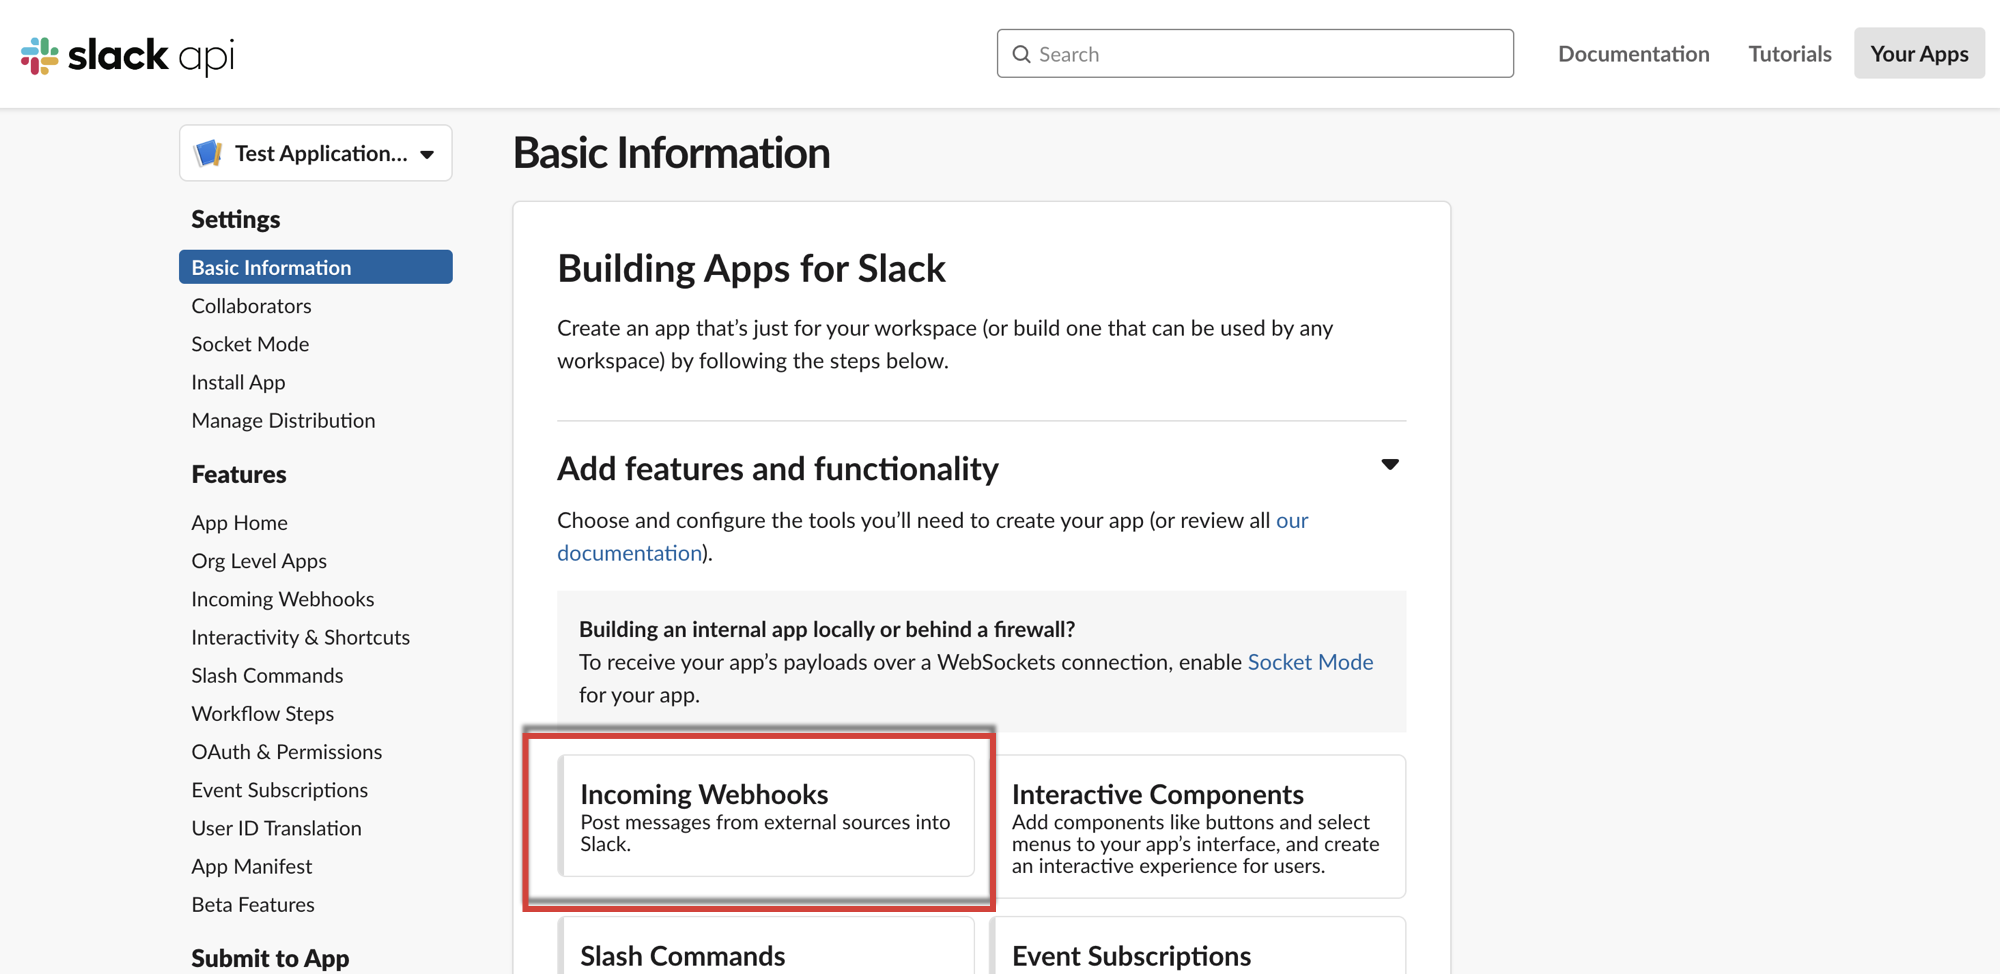 slack api
Search
Documentation
Tutorials
Your Apps
Test Application...
Settings
Basic Information
Collaborators
Socket Mode
Install App
Manage Distribution
Features
App Home
Org Level Apps
Incoming Webhooks
Interactivity & Shortcuts
Slash Commands
Workflow Steps
OAuth & Permissions
Event Subscriptions
User ID Translation
App Manifest
Beta Features
Submit to App
Basic Information
Building Apps for Slack
Create an app that’s just for your workspace (or build one that can be used by any
workspace) by following the steps below.
Add features and functionality
Choose and configure the tools you’ll need to create your app (or review all our
documentation).
Building an internal app locally or behind a firewall?
To receive your app’s payloads over a WebSockets connection, enable Socket Mode
for your app.
Incoming Webhooks
Post messages from external sources into
Slack.
Interactive Components
Add components like buttons and select
menus to your app’s interface, and create
an interactive experience for users.
Slash Commands
Event Subscriptions